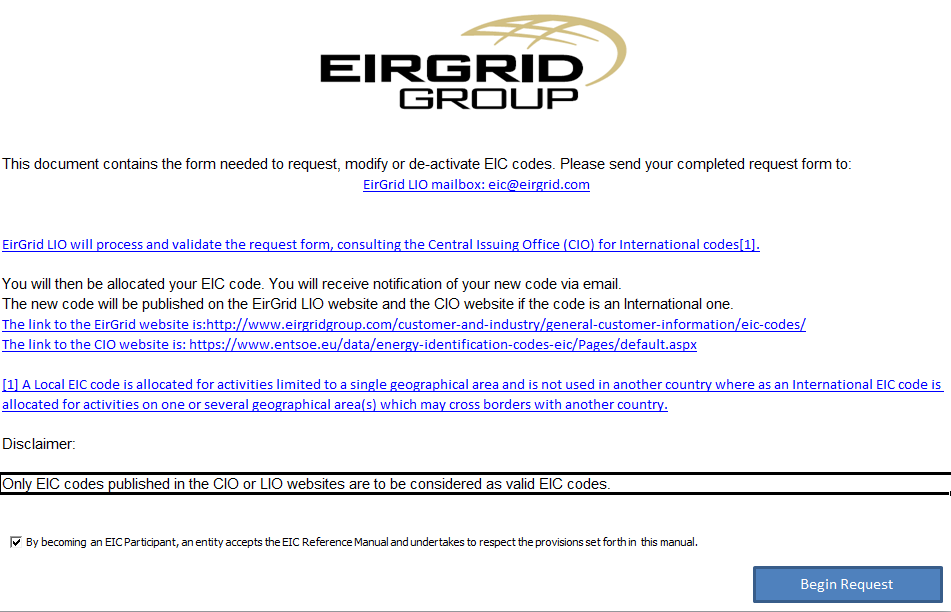 EIRGRID
GROUP
This document contains the form needed to request, modify or de-activate EIC codes. Please send your completed request form to:
EirGrid LIO mailbox: eic@eirgrid.com
EirGrid LIO will process and validate the request form, consulting the Central Issuing Office (CIO) for International codes[1].
You will then be allocated your EIC code. You will receive notification of your new code via email.
The new code will be published on the EirGrid LIO website and the CIO website if the code is an International one.
The link to the EirGrid website is:http://www.eirgridgroup.com/customer-and-industry/general-customer-information/eic-codes/
The link to the CIO website is: https://www.entsoe.eu/data/energy-identification-codes-eic/Pages/default.aspx
[1] A Local EIC code is allocated for activities limited to a single geographical area and is not used in another country where as an International EIC code is
allocated for activities on one or several geographical area(s) which may cross borders with another country.
Disclaimer:
Only EIC codes published in the CIO or LIO websites are to be considered as valid EIC codes.
By becoming an EIC Participant, an entity accepts the EIC Reference Manual and undertakes to respect the provisions set forth in this manual.
Begin Request